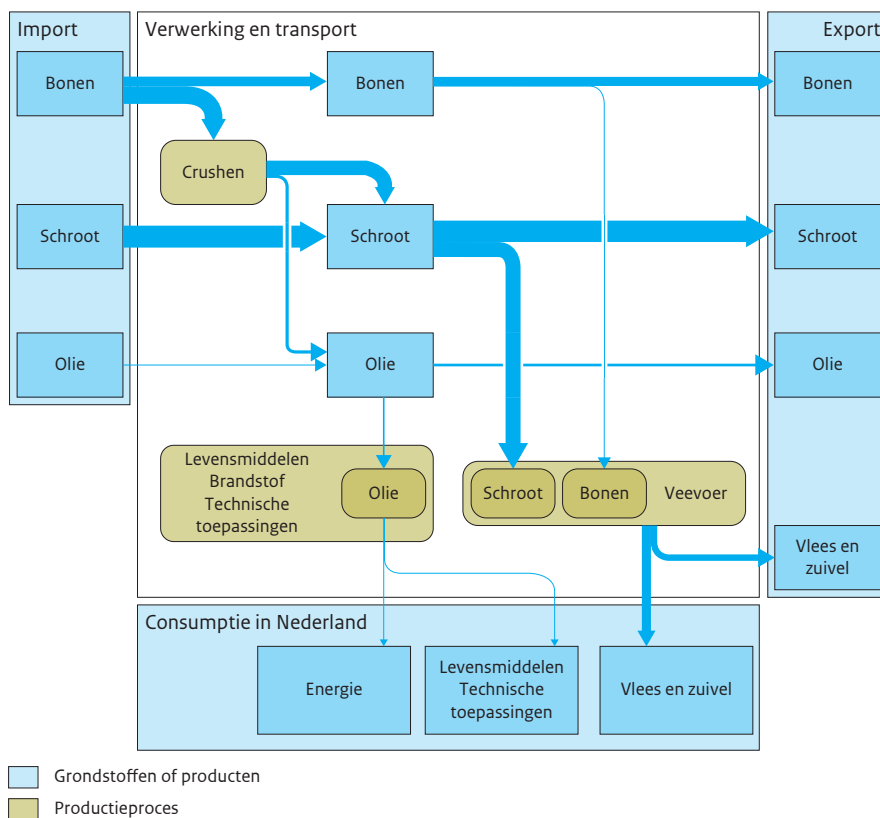 Import
Verwerking en transport
Export
Bonen
Bonen
Bonen
Crushen
Schroot
Schroot
Schroot
Olie
Olie
Olie
Levensmiddelen
Brandstof
Technische
toepassingen
Olie
Schroot
Bonen
Veevoer
Vlees en
zuivel
Consumptie in Nederland
Energie
Levensmiddelen
Technische
toepassingen
Vlees en zuivel
Grondstoffen of producten
Productieproces